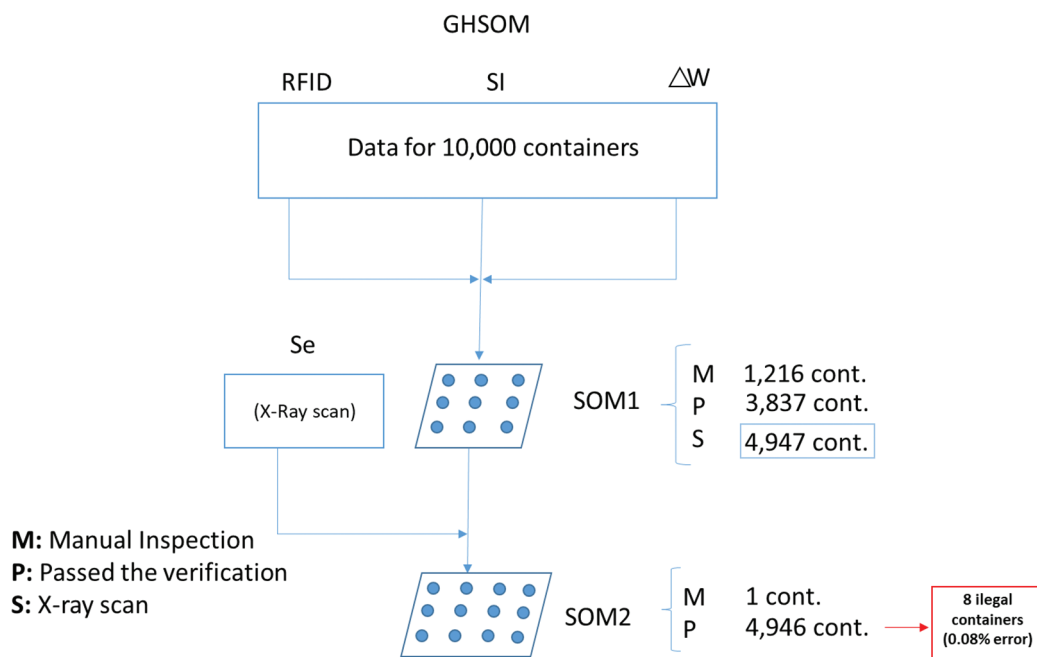 GHSOM
RFID SI △W
Data for 10,000 containers
Se
(X-Ray scan)
SOM1
M 1,216 cont.
P 3,837 cont.
S 4,947 cont.
M: Manual Inspection
P: Passed the verification
S: X-ray scan
SOM2
M 1 cont.
P 4,946 cont.
8 ilegal
containers
(0.08% error)